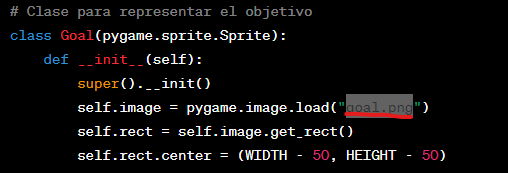 # Clase para representar el objetivo
class Goal(pygame.sprite.Sprite):
def __init__(self):
super().__init()
self.image = pygame.image.load("goal.png")
self.rect = self.image.get_rect()
self.rect.center = (WIDTH - 50, HEIGHT - 50)